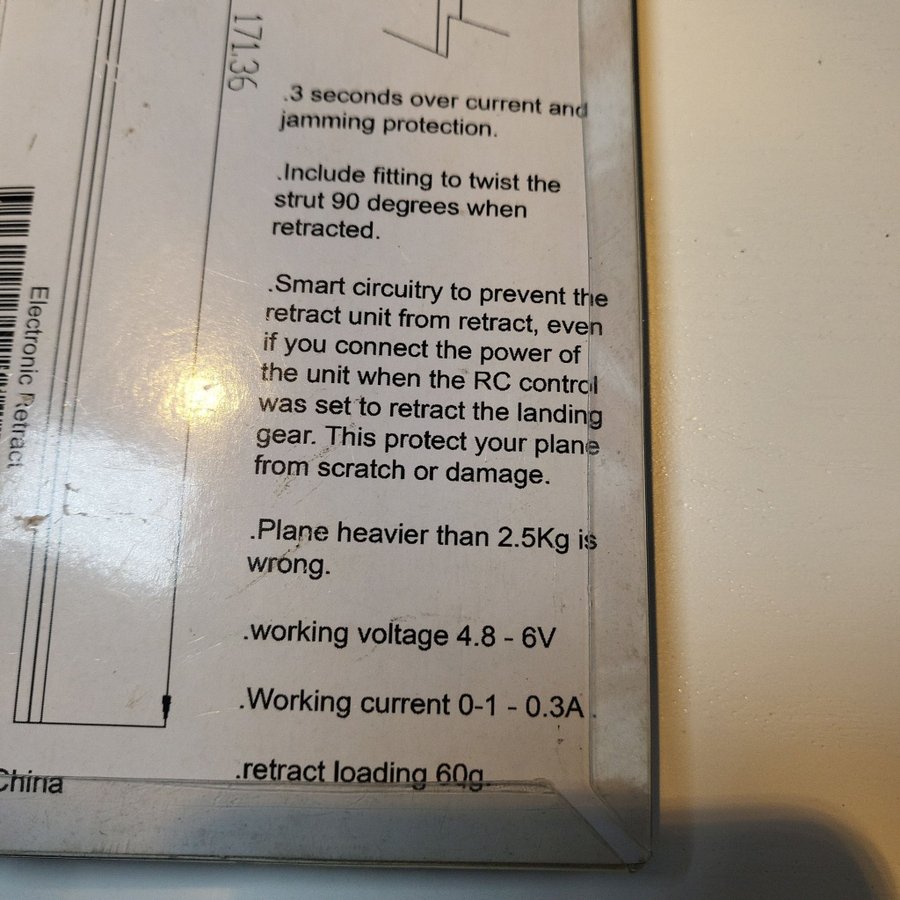 171.36
.3 seconds over current and
jamming protection.
.Include fitting to twist the
strut 90 degrees when
retracted.
.Smart circuitry to prevent the
retract unit from retract, even
if you connect the power of
the unit when the RC control
was set to retract the landing
gear. This protect your plane
from scratch or damage.
.Plane heavier than 2.5Kg is
wrong.
.working voltage 4.8 - 6V
.Working current 0-1 - 0.3A .
.retract loading 60g.
Electronic Retract
China